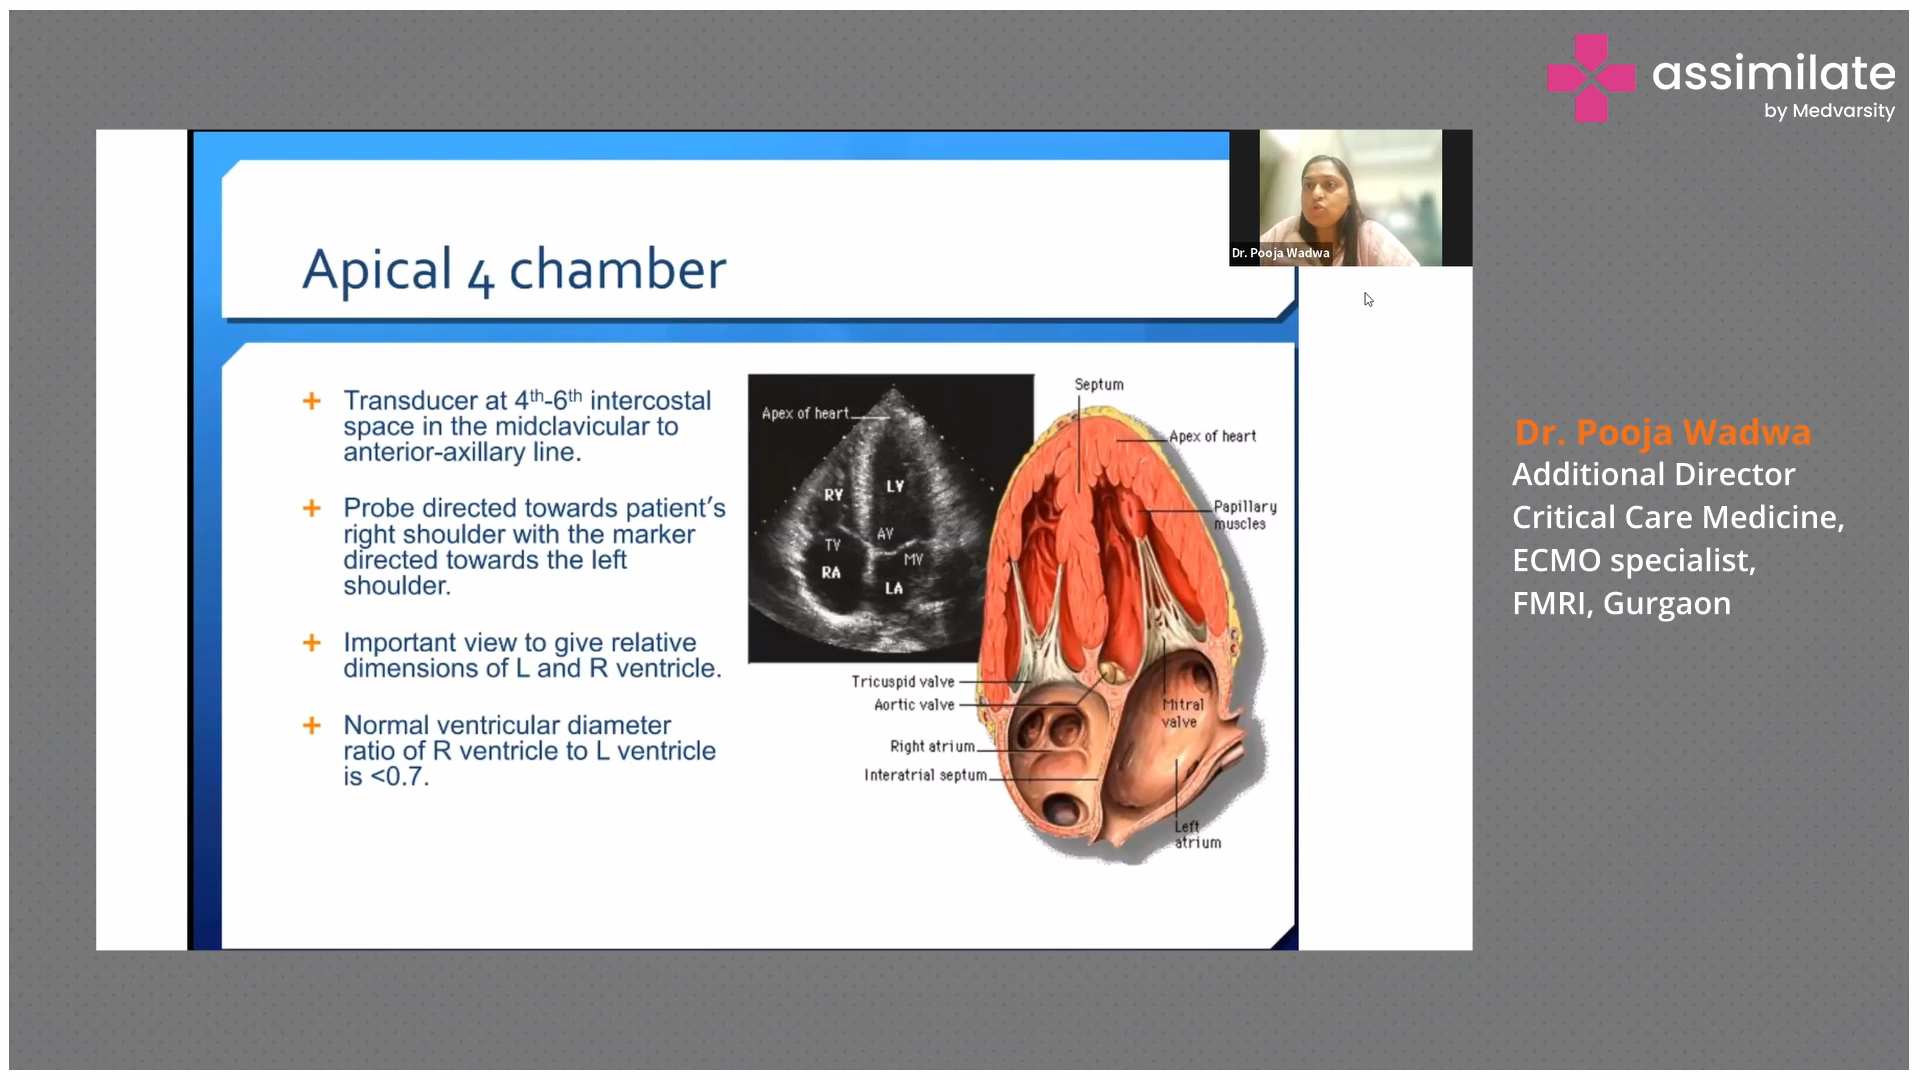 assimilate
by Medvarsity
Dr. Pooja Wadwa
Apical 4 chamber
Transducer at 4th-6th intercostal
space in the midclavicular to
anterior-axillary line.
Probe directed towards patient's
right shoulder with the marker
directed towards the left
shoulder.
Important view to give relative
dimensions of L and R ventricle.
Normal ventricular diameter
ratio of R ventricle to L ventricle
is <0.7.
Apex of heart
RV
LV
AV
TV
MV
RA
LA
Septum
Apex of heart
Papillary
muscles
Tricuspid valve
Aortic valve
Mitral
valve
Right atrium
Interatrial septum
Left
atrium
Dr. Pooja Wadwa
Additional Director
Critical Care Medicine,
ECMO specialist,
FMRI, Gurgaon